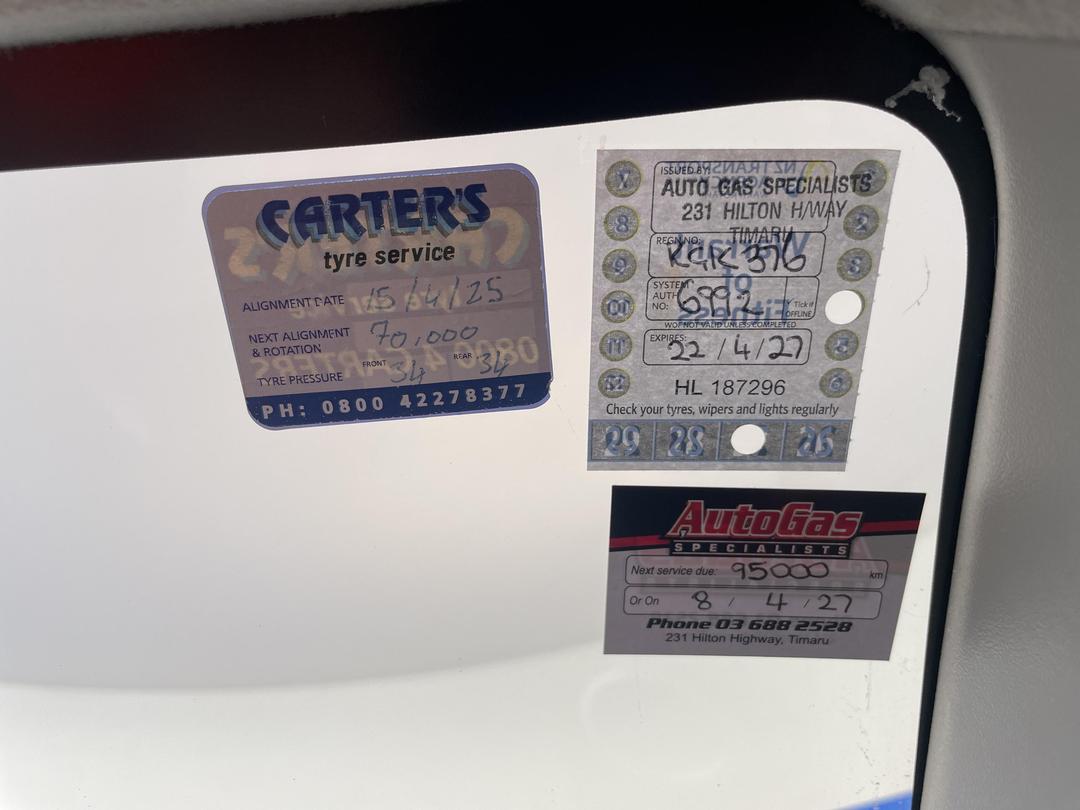 CARTER'S
tyre service
ALIGNMENT DATE 15/4/25
NEXT ALIGNMENT & ROTATION 70,000
TYRE PRESSURE FRONT 34 REAR 34
PH: 0800 42278377
ISSUED BY:
AUTO GAS SPECIALISTS
231 HILTON H/WAY
TIMARU
REGN NO: KGK376
SYSTEM AUTH NO: 6992
Tick if OFFLINE
WOF NOT VALID UNLESS COMPLETED
EXPIRES: 22/4/27
HL 187296
Check your tyres, wipers and lights regularly
AutoGas
SPECIALISTS
Next service due: 95000 km
Or On 8/4/27
Phone 03 688 2528
231 Hilton Highway, Timaru